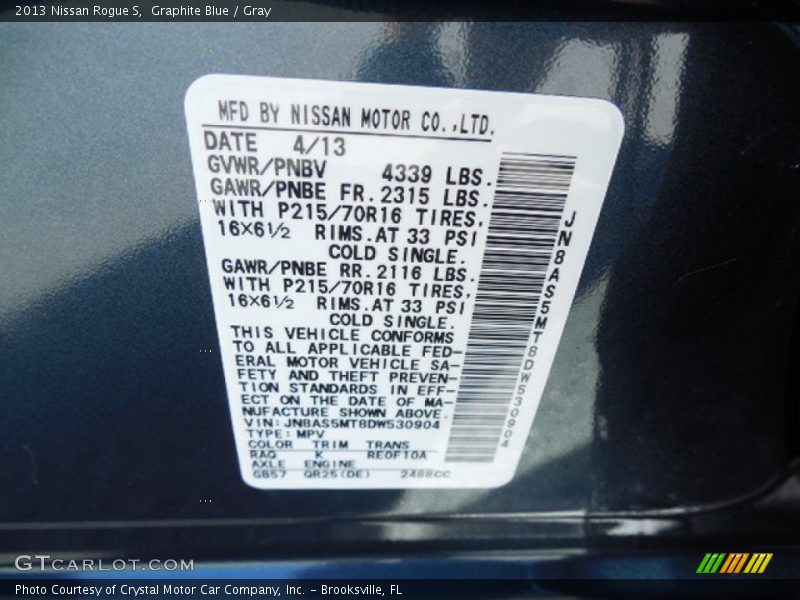 2013 Nissan Rogue S,  Graphite Blue / Gray
MFD BY NISSAN MOTOR CO.,LTD.
DATE 4/13
GVWR/PNBV 4339 LBS.
GAWR/PNBE FR. 2315 LBS.
WITH P215/70R16 TIRES,
16X6½ RIMS. AT 33 PSI
COLD SINGLE.
GAWR/PNBE RR. 2116 LBS.
WITH P215/70R16 TIRES,
16X6½ RIMS. AT 33 PSI
COLD SINGLE.
THIS VEHICLE CONFORMS
TO ALL APPLICABLE FED-
ERAL MOTOR VEHICLE SA-
FETY AND THEFT PREVEN-
TION STANDARDS IN EFF-
ECT ON THE DATE OF MA-
NUFACTURE SHOWN ABOVE.
VIN: JN8AS5MT8DW530904
TYPE: MPV
COLOR TRIM TRANS
RAQ K RE0F10A
AXLE ENGINE
GB57 QR25(DE) 2488CC
JN8AS5MT8DW530904
GTCARLOT.COM
Photo Courtesy of Crystal Motor Car Company, Inc. - Brooksville, FL